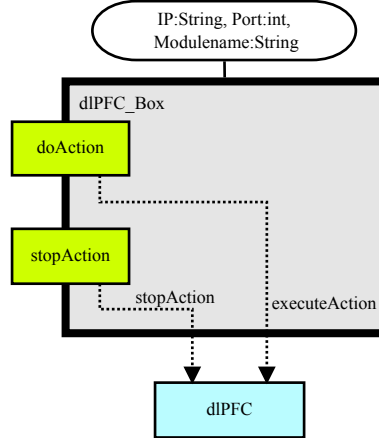 IP:String, Port:int,
Modulename:String
dlPFC_Box
doAction
stopAction
stopAction
executeAction
dlPFC